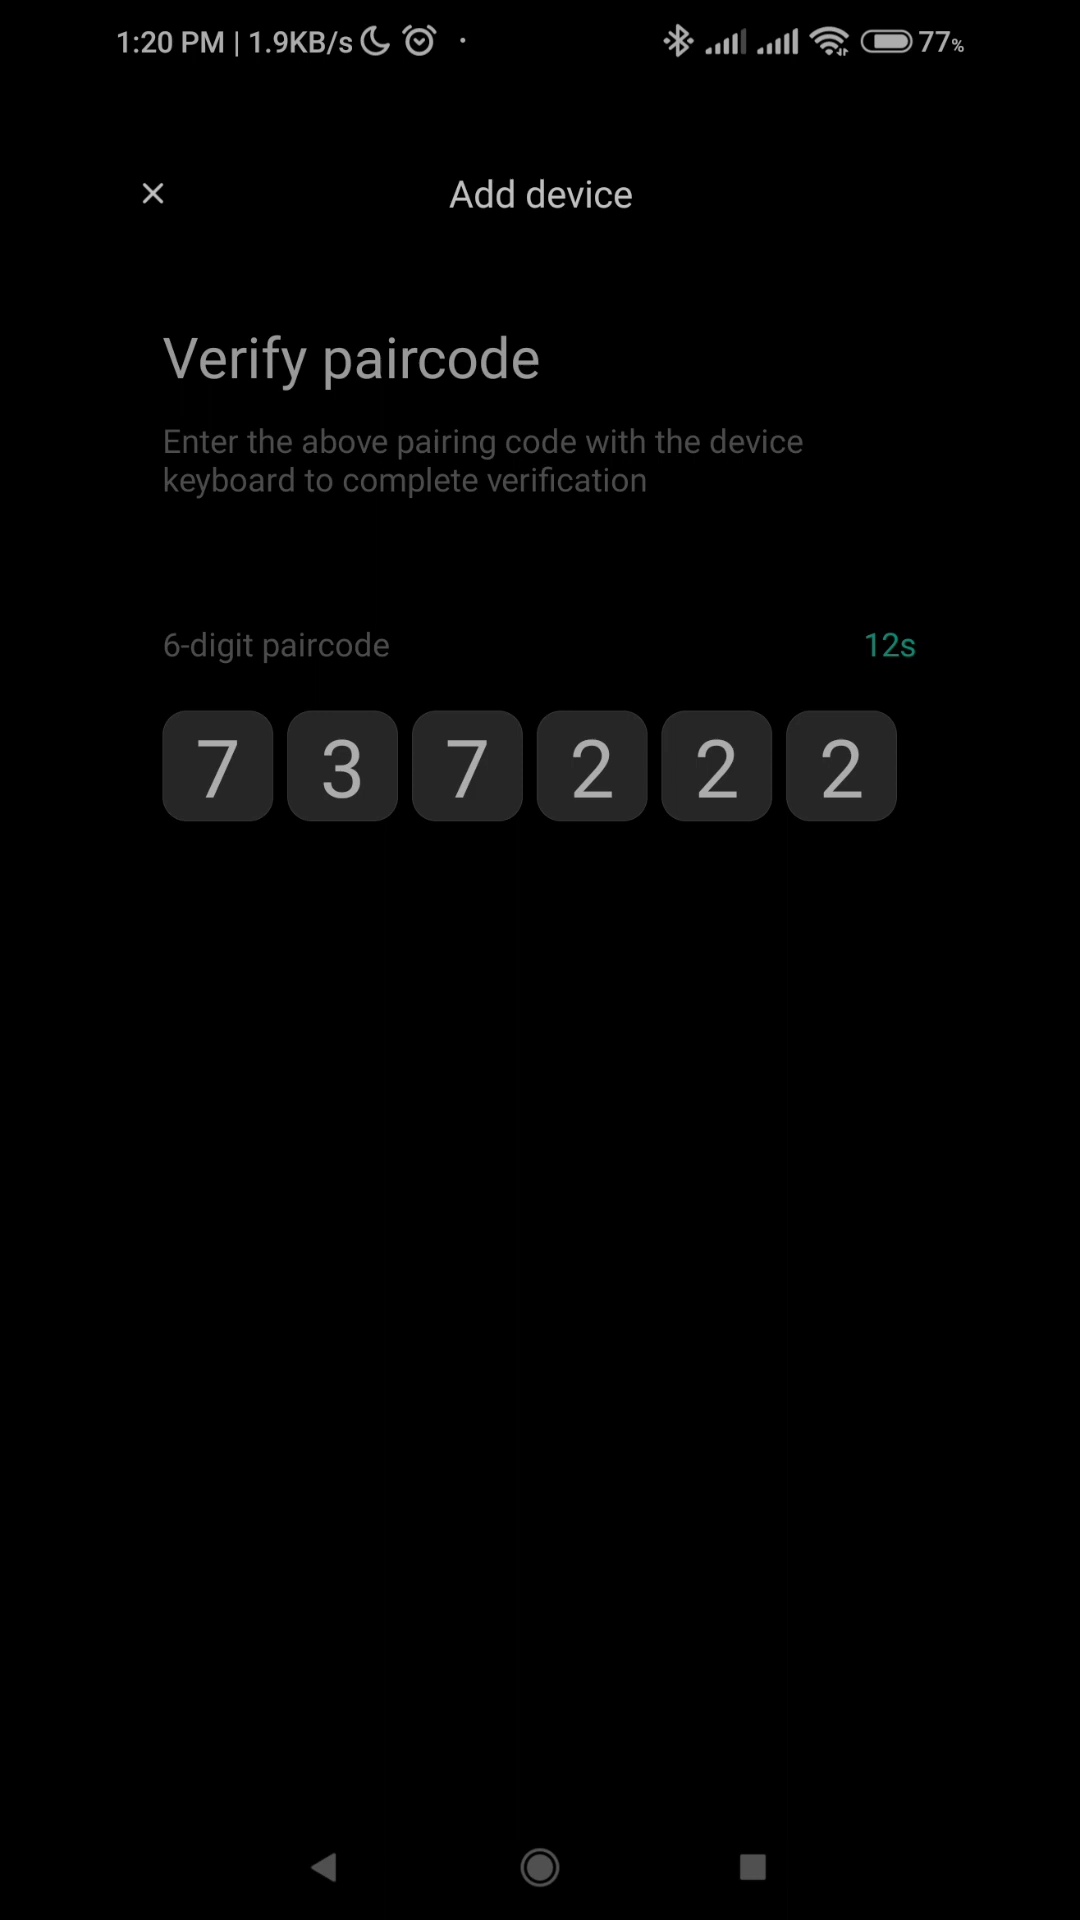 1:20 PM | 1.9KB/s 77%
Add device
Verify paircode
Enter the above pairing code with the device
keyboard to complete verification
6-digit paircode 12s
7 3 7 2 2 2